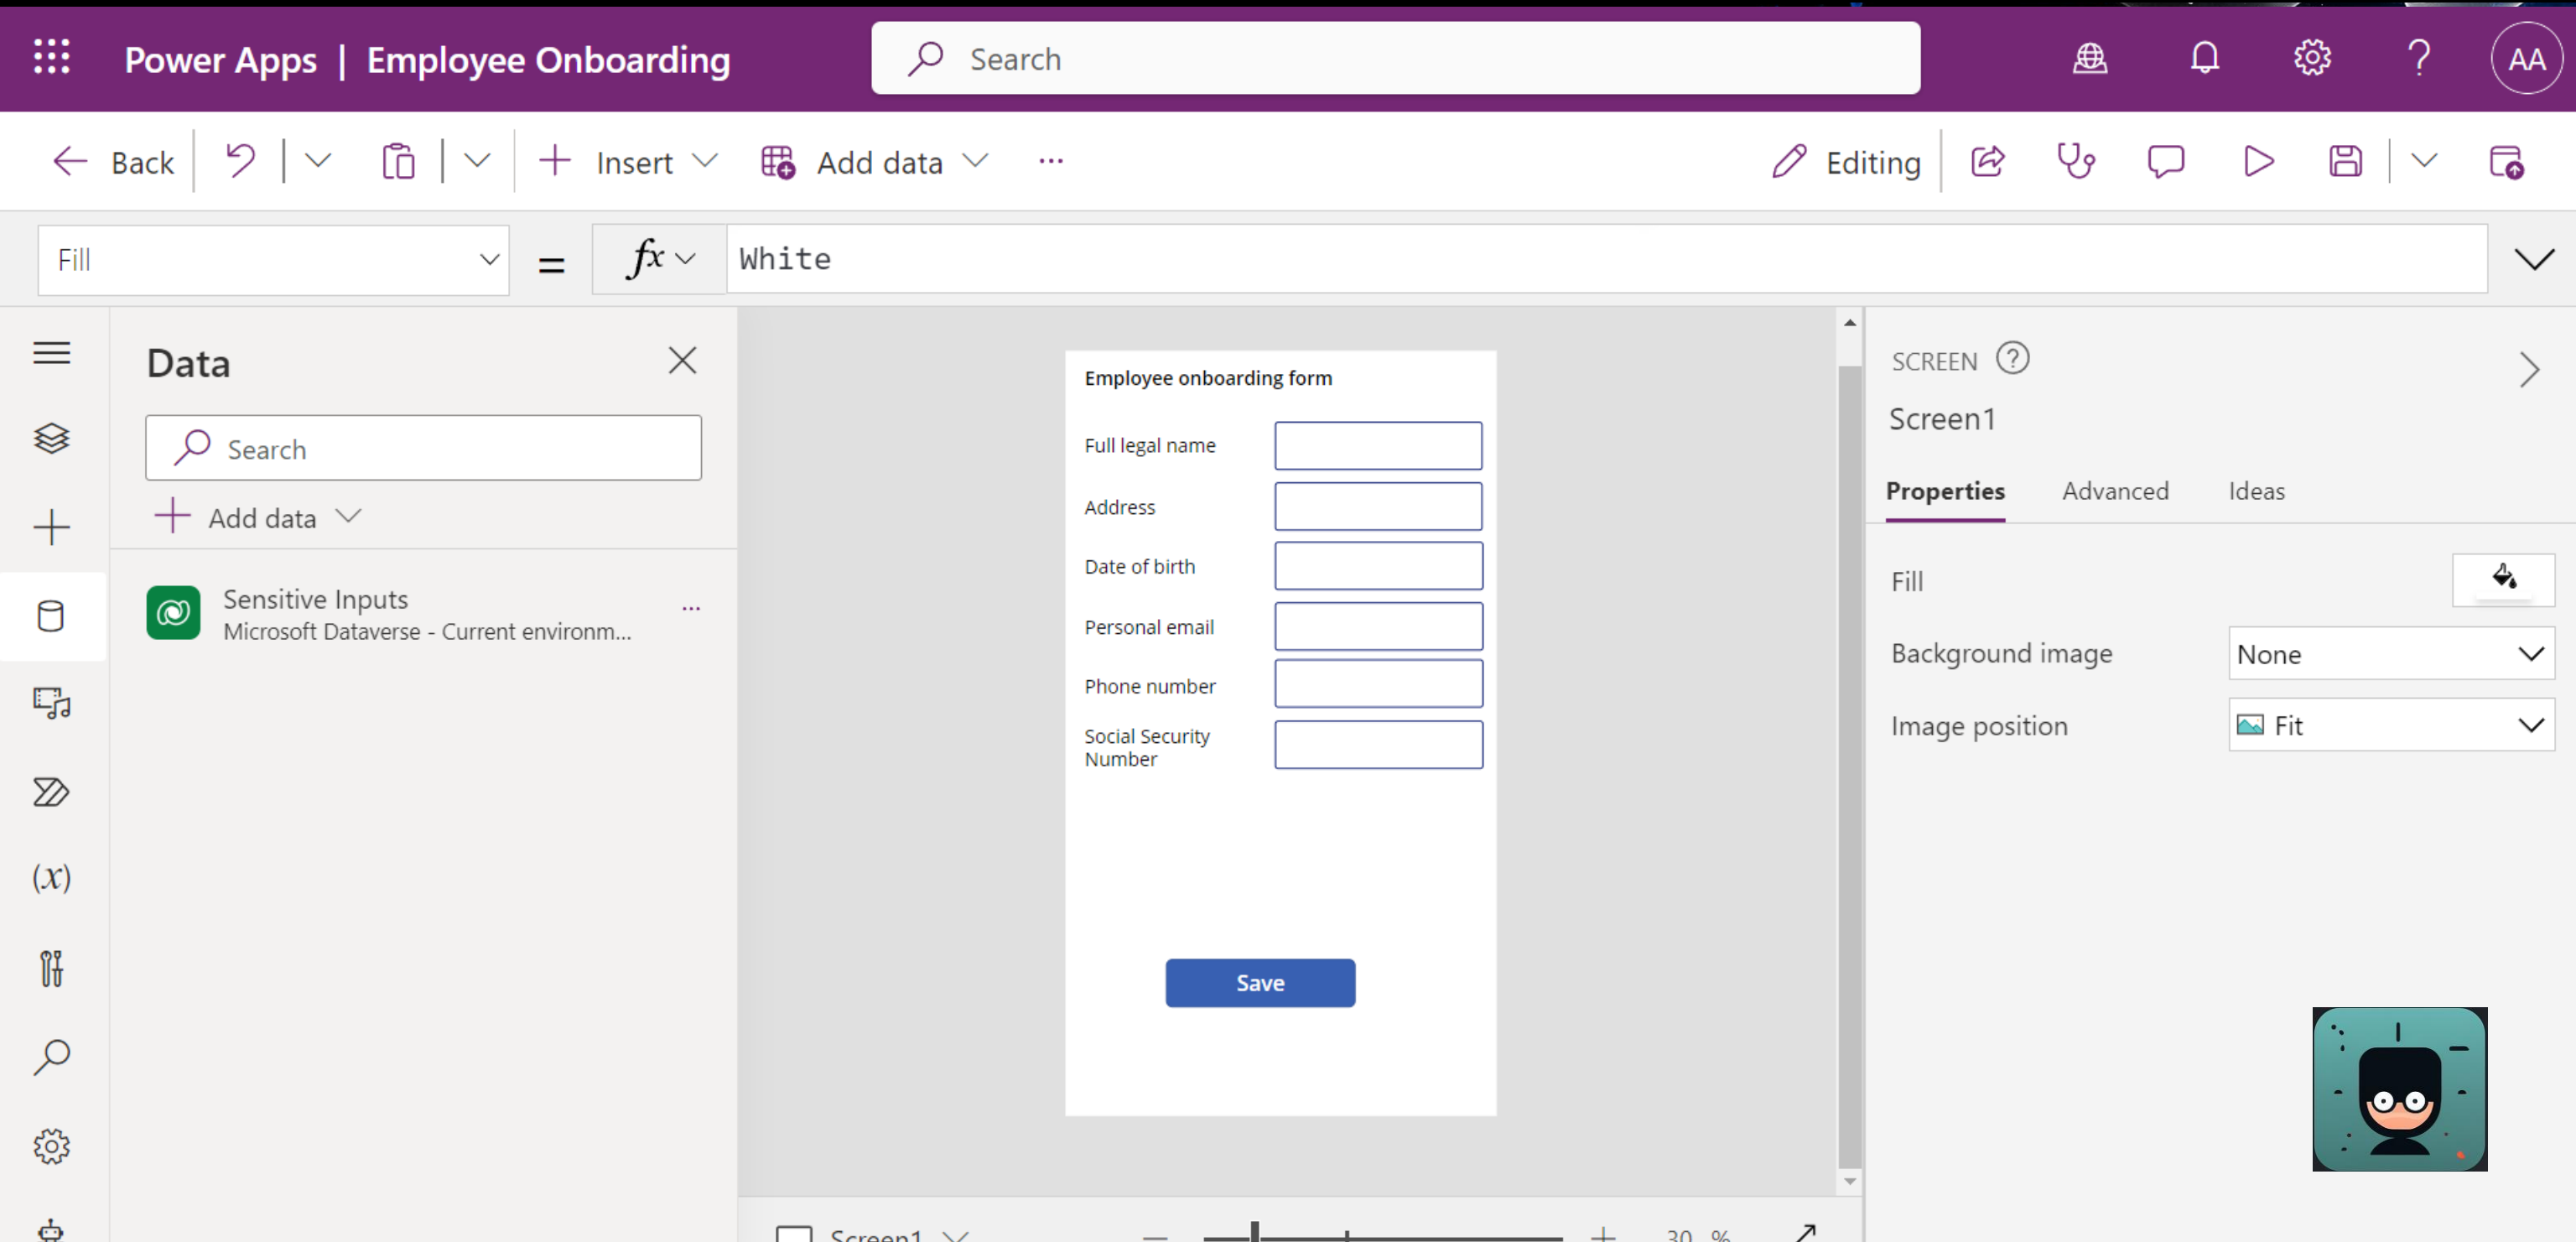 Power Apps | Employee Onboarding
Search
AA
Back
Insert
Add data
...
Editing
Fill
=
fx
White
Data
Search
Add data
Sensitive Inputs
Microsoft Dataverse - Current environm...
...
(x)
Employee onboarding form
Full legal name
Address
Date of birth
Personal email
Phone number
Social Security
Number
Save
SCREEN
Screen1
Properties Advanced Ideas
Fill
Background image None
Image position Fit
Screen1
30 %